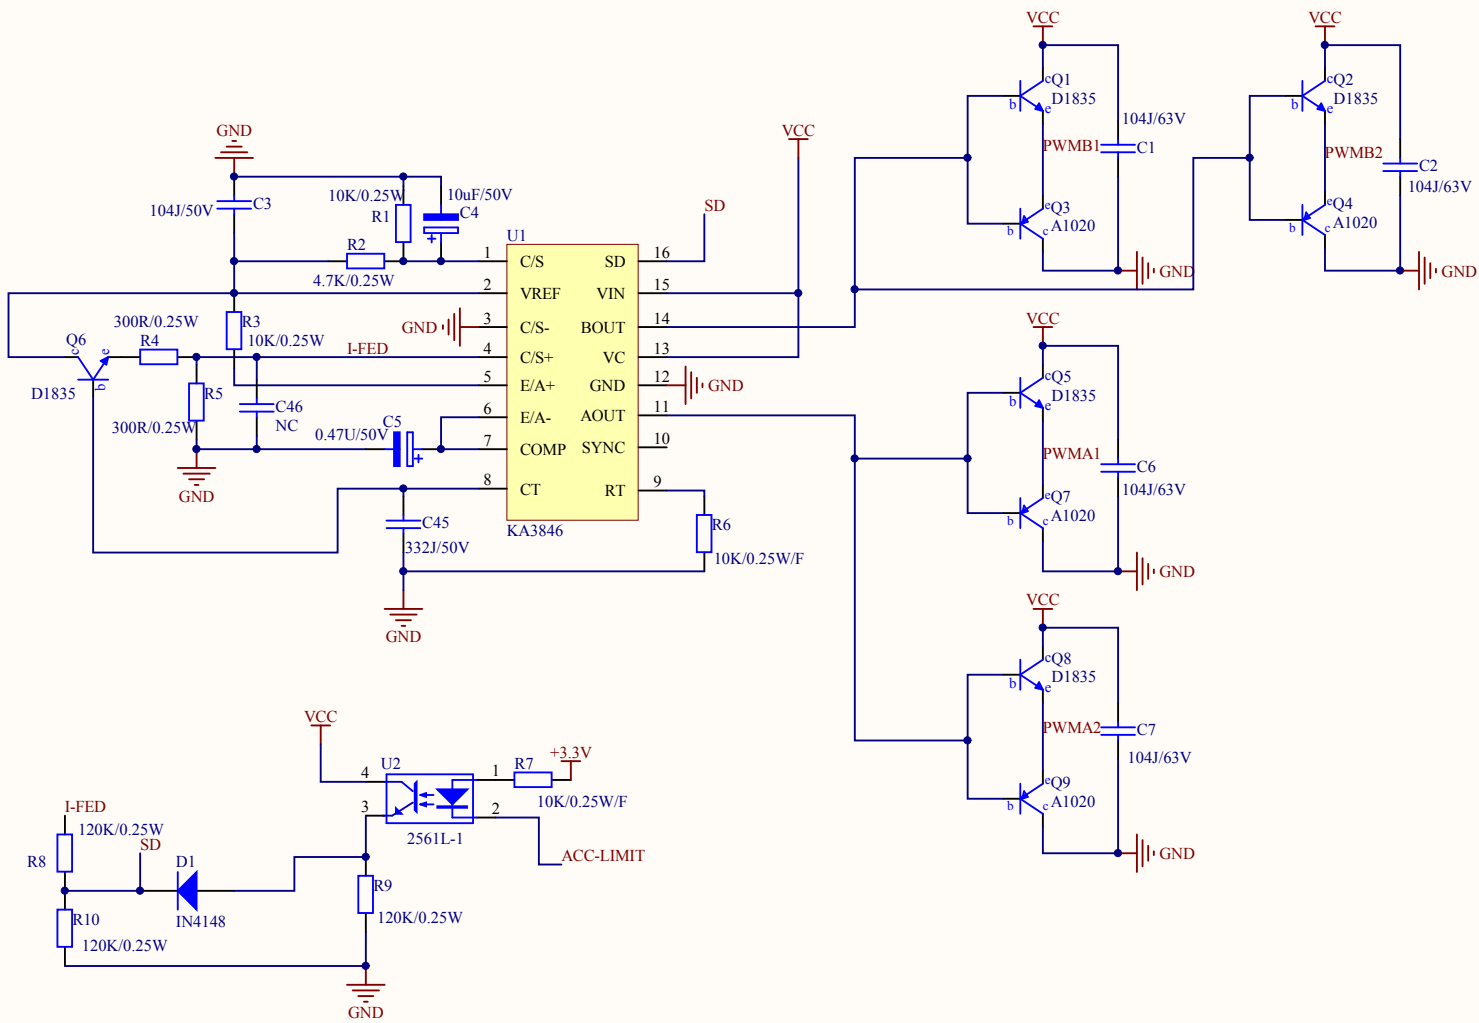 VCC
cQ1
D1835
b
e
104J/63V
PWMB1
C1
eQ3
A1020
b
c
GND
VCC
cQ2
D1835
b
e
PWMB2
C2
104J/63V
eQ4
A1020
b
c
GND
GND
104J/50V
C3
10K/0.25W
R1
10uF/50V
C4
+
R2
4.7K/0.25W
VCC
SD
U1
1
C/S
SD
16
2
VREF
VIN
15
3
C/S-
BOUT
14
4
C/S+
VC
13
5
E/A+
GND
12
6
E/A-
AOUT
11
7
COMP
SYNC
10
8
CT
RT
9
KA3846
GND
GND
R3
10K/0.25W
300R/0.25W
R4
I-FED
Q6
c
e
b
D1835
R5
300R/0.25W
C46
NC
C5
0.47U/50V
+
GND
C45
332J/50V
GND
R6
10K/0.25W/F
VCC
cQ5
D1835
b
e
PWMA1
C6
104J/63V
eQ7
A1020
b
c
GND
VCC
cQ8
D1835
b
e
PWMA2
C7
104J/63V
eQ9
A1020
b
c
GND
VCC
U2
4
3
1
2
2561L-1
R7
+3.3V
10K/0.25W/F
ACC-LIMIT
I-FED
120K/0.25W
R8
SD
D1
IN4148
R10
120K/0.25W
R9
120K/0.25W
GND